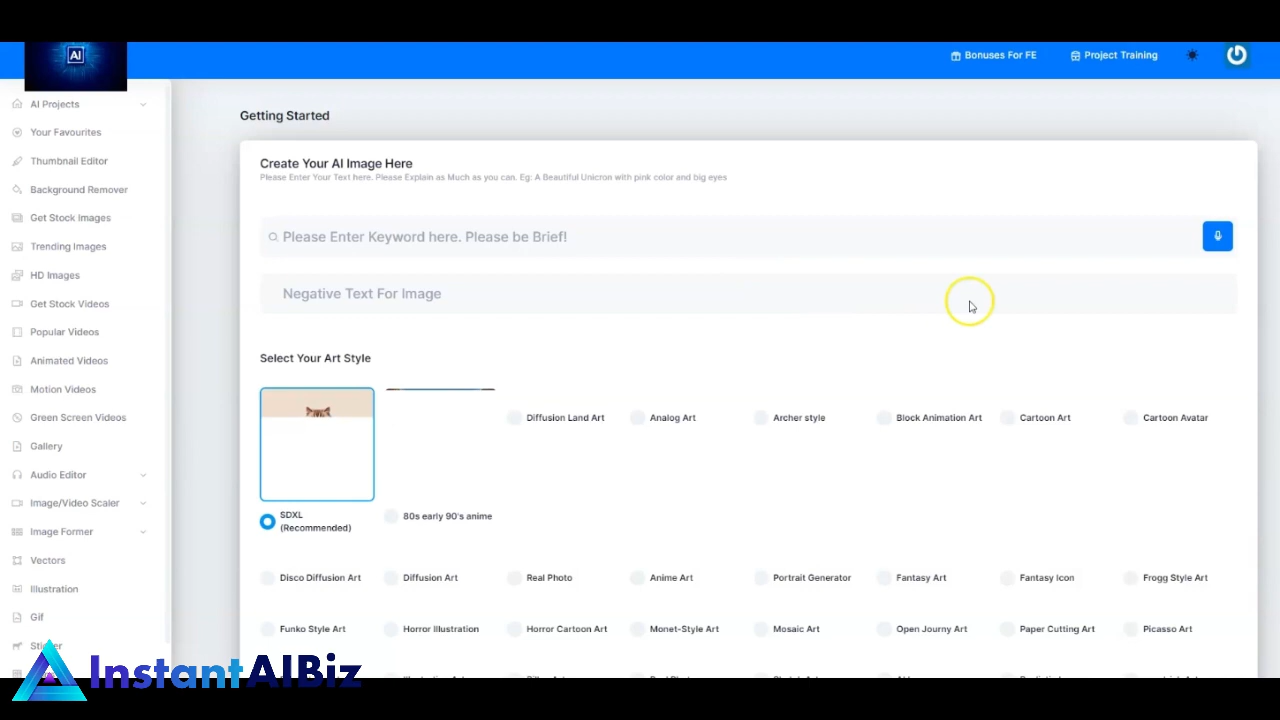 AI
Bonuses For FE
Project Training
AI Projects
Your Favourites
Thumbnail Editor
Background Remover
Get Stock Images
Trending Images
HD Images
Get Stock Videos
Popular Videos
Animated Videos
Motion Videos
Green Screen Videos
Gallery
Audio Editor
Image/Video Scaler
Image Former
Vectors
Illustration
Gif
Getting Started
Create Your AI Image Here
Please Enter Your Text here. Please Explain as Much as you can. Eg: A Beautiful Unicron with pink color and big eyes
Please Enter Keyword here. Please be Brief!
Negative Text For Image
Select Your Art Style
Diffusion Land Art
Analog Art
Archer style
Block Animation Art
Cartoon Art
Cartoon Avatar
SDXL
(Recommended)
80s early 90's anime
Disco Diffusion Art
Diffusion Art
Real Photo
Anime Art
Portrait Generator
Fantasy Art
Fantasy Icon
Frogg Style Art
Funko Style Art
Horror Illustration
Horror Cartoon Art
Monet-Style Art
Mosaic Art
Open Journy Art
Paper Cutting Art
Picasso Art
InstantAIBiz